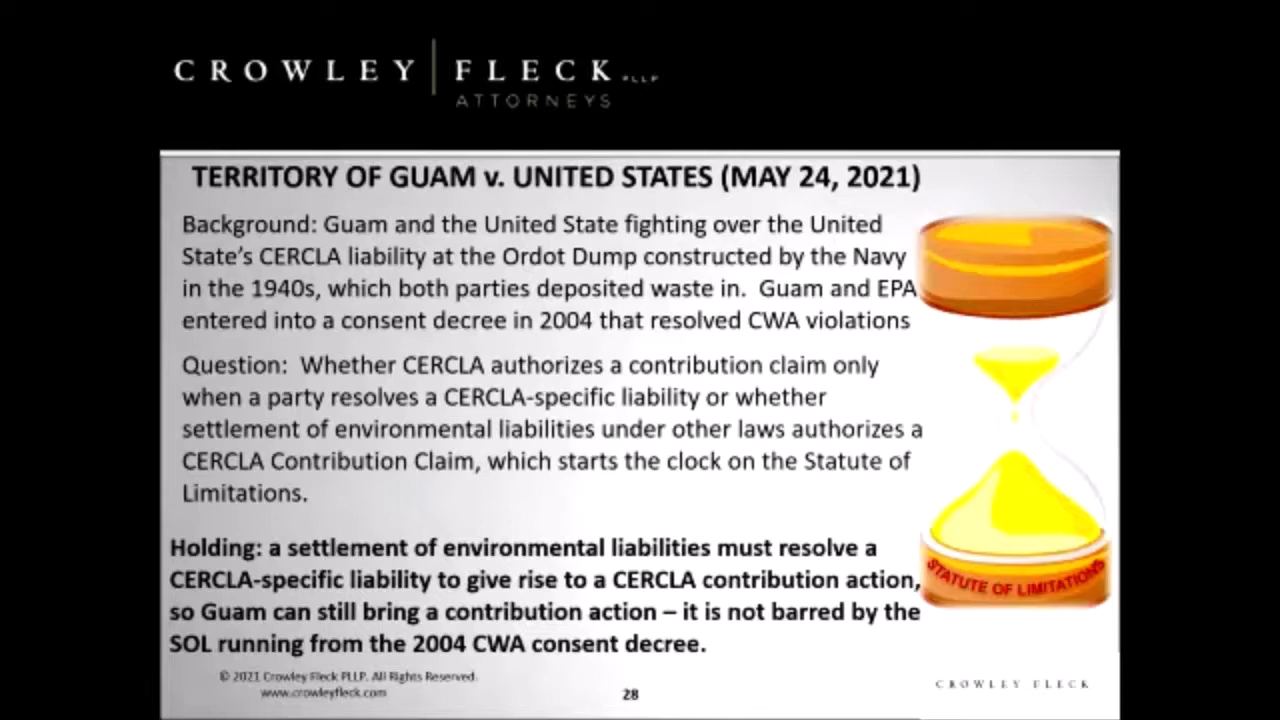 CROWLEY | FLECK PLLP
ATTORNEYS
TERRITORY OF GUAM v. UNITED STATES (MAY 24, 2021)
Background: Guam and the United State fighting over the United
State's CERCLA liability at the Ordot Dump constructed by the Navy
in the 1940s, which both parties deposited waste in.  Guam and EPA
entered into a consent decree in 2004 that resolved CWA violations
Question:  Whether CERCLA authorizes a contribution claim only
when a party resolves a CERCLA-specific liability or whether
settlement of environmental liabilities under other laws authorizes a
CERCLA Contribution Claim, which starts the clock on the Statute of
Limitations.
Holding: a settlement of environmental liabilities must resolve a
CERCLA-specific liability to give rise to a CERCLA contribution action,
so Guam can still bring a contribution action – it is not barred by the
SOL running from the 2004 CWA consent decree.
STATUTE OF LIMITATIONS
© 2021 Crowley Fleck PLLP. All Rights Reserved.
www.crowleyfleck.com
28
CROWLEY FLECK